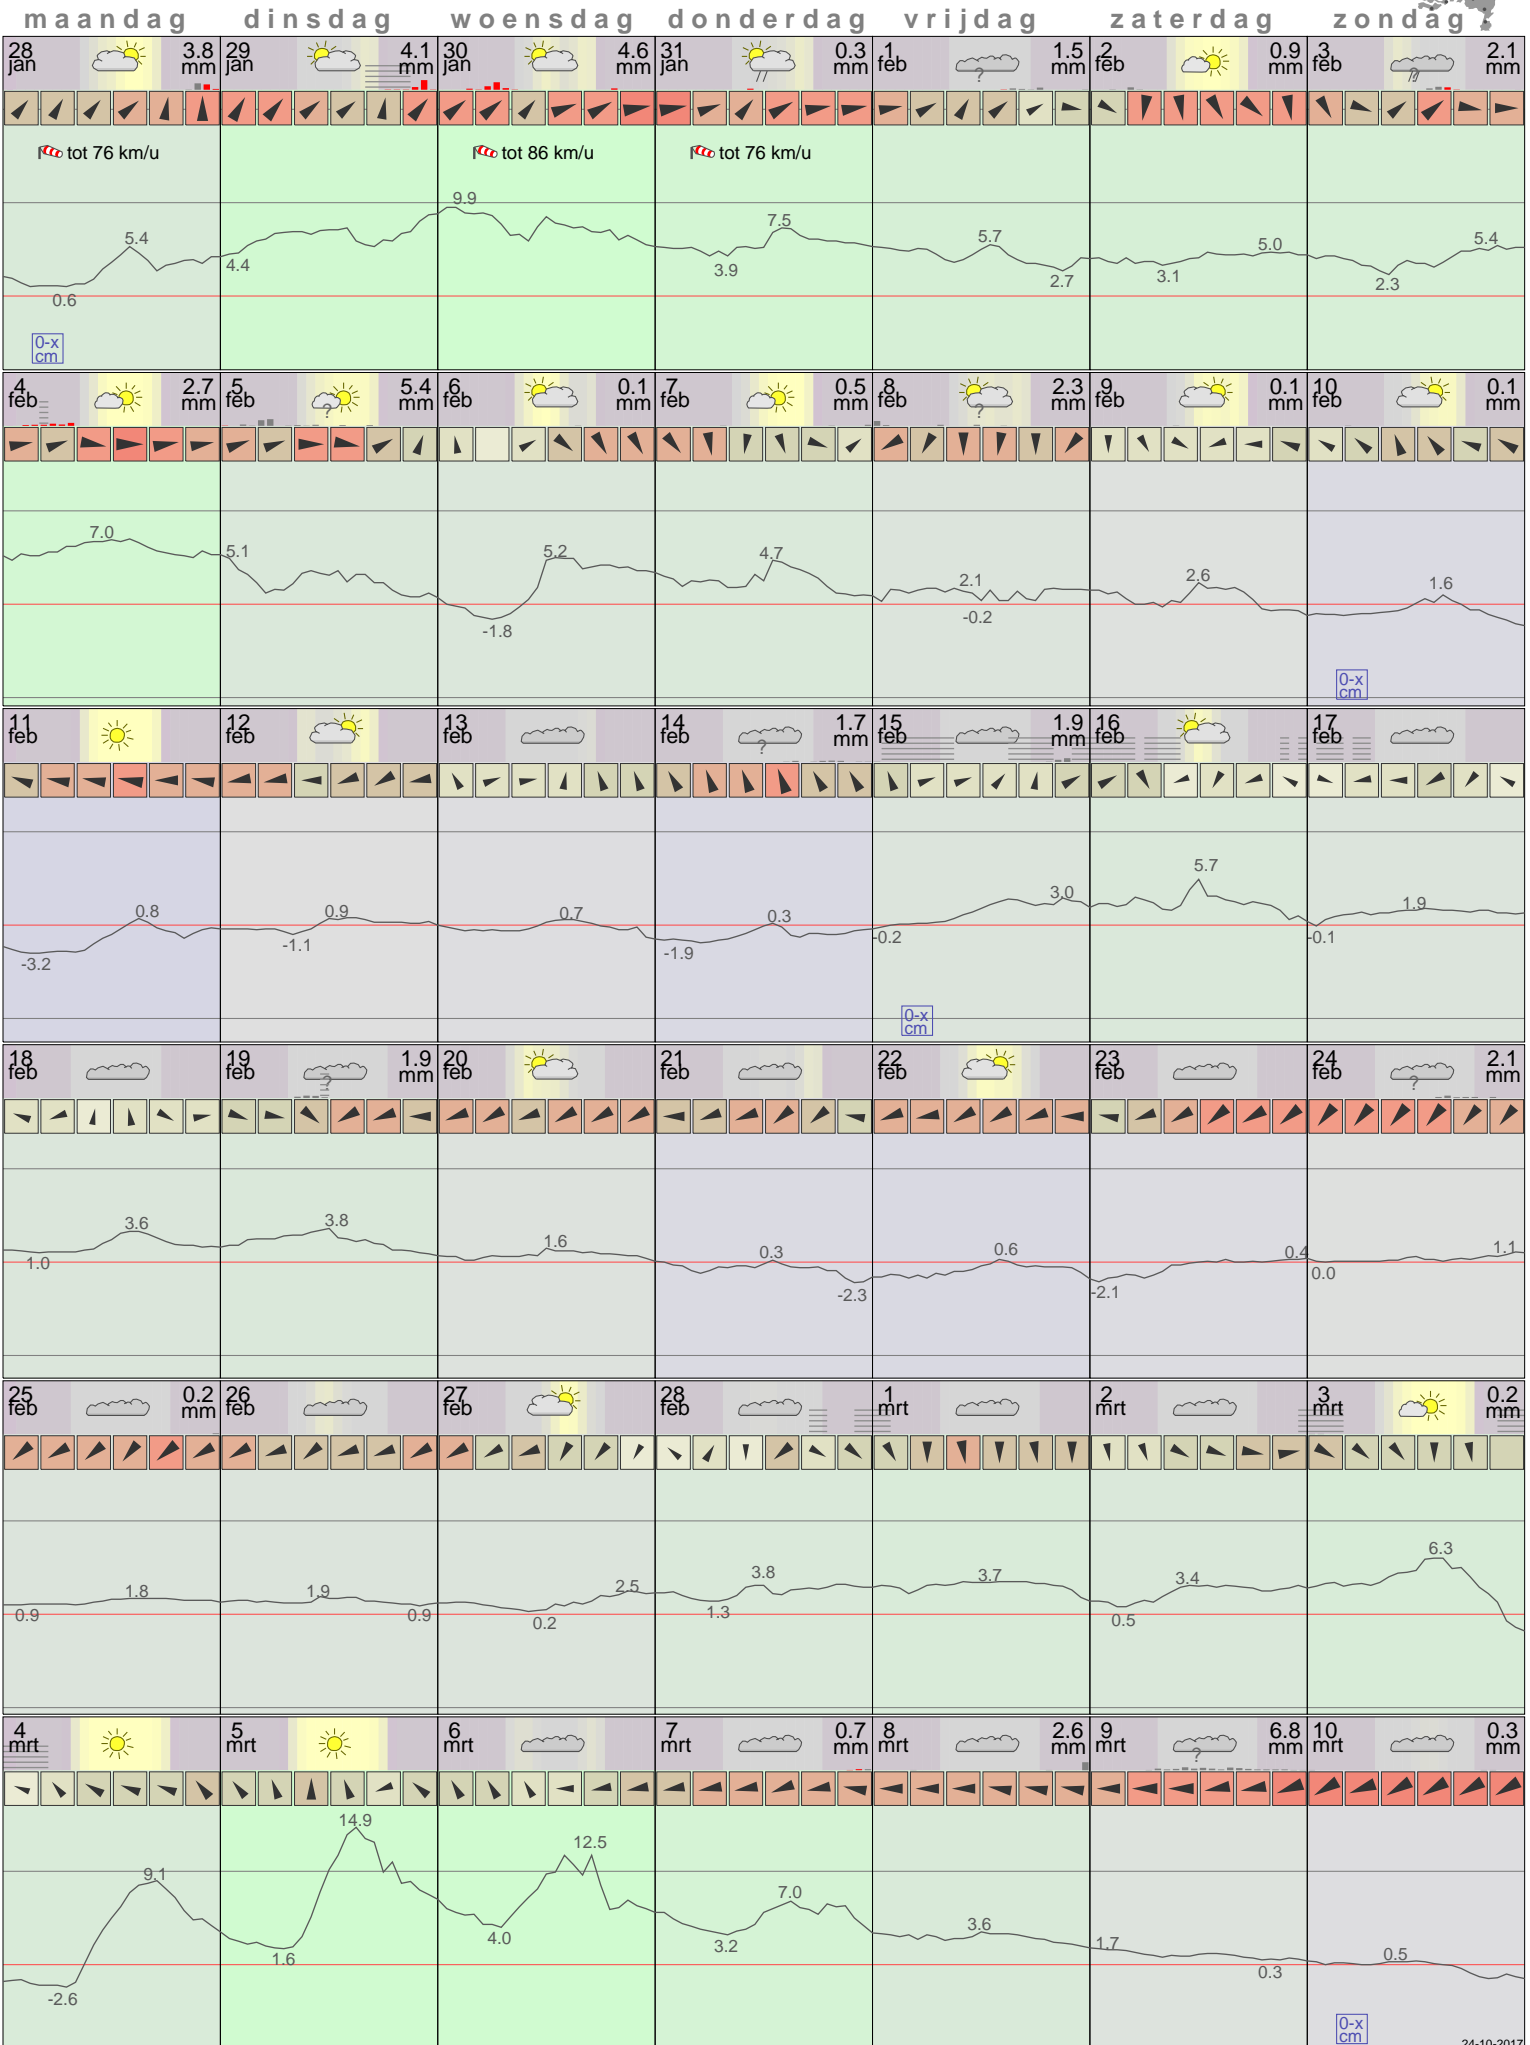 maandag dinsdag woensdag donderdag vrijdag zaterdag zondag
28 jan 3.8 mm 29 jan 4.1 mm 30 jan 4.6 mm 31 jan 0.3 mm 1 feb 1.5 mm 2 feb 0.9 mm 3 feb 2.1 mm
? ?
tot 76 km/u tot 86 km/u tot 76 km/u
5.4 0.6 4.4 9.9 7.5 3.9 5.7 2.7 3.1 5.0 2.3 5.4
0-x cm
4 feb 2.7 mm 5 feb 5.4 mm 6 feb 0.1 mm 7 feb 0.5 mm 8 feb 2.3 mm 9 feb 0.1 mm 10 feb 0.1 mm
? ?
7.0 5.1 -1.8 5.2 4.7 2.1 -0.2 2.6 1.6
0-x cm
11 feb 12 feb 13 feb 14 feb 1.7 mm 15 feb 1.9 mm 16 feb 17 feb
?
-3.2 0.8 -1.1 0.9 0.7 -1.9 0.3 -0.2 3.0 5.7 -0.1 1.9
0-x cm
18 feb 19 feb 1.9 mm 20 feb 21 feb 22 feb 23 feb 24 feb 2.1 mm
? ?
1.0 3.6 3.8 1.6 0.3 -2.3 0.6 -2.1 0.4 0.0 1.1
25 feb 0.2 mm 26 feb 27 feb 28 feb 1 mrt 2 mrt 3 mrt 0.2 mm
0.9 1.8 1.9 0.9 0.2 2.5 1.3 3.8 3.7 0.5 3.4 6.3
4 mrt 5 mrt 6 mrt 7 mrt 0.7 mm 8 mrt 2.6 mm 9 mrt 6.8 mm 10 mrt 0.3 mm
?
-2.6 9.1 1.6 14.9 4.0 12.5 3.2 7.0 3.6 1.7 0.3 0.5
0-x cm
24-10-2017